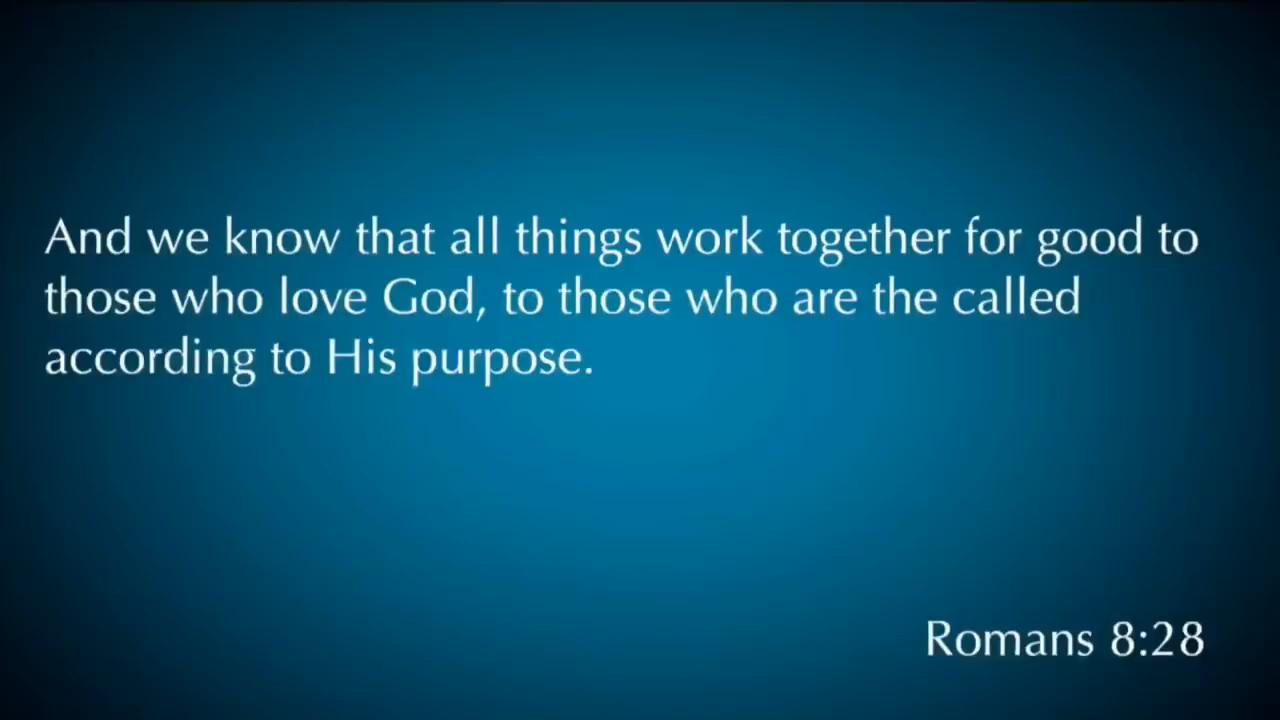 And we know that all things work together for good to
those who love God, to those who are the called
according to His purpose.
Romans 8:28